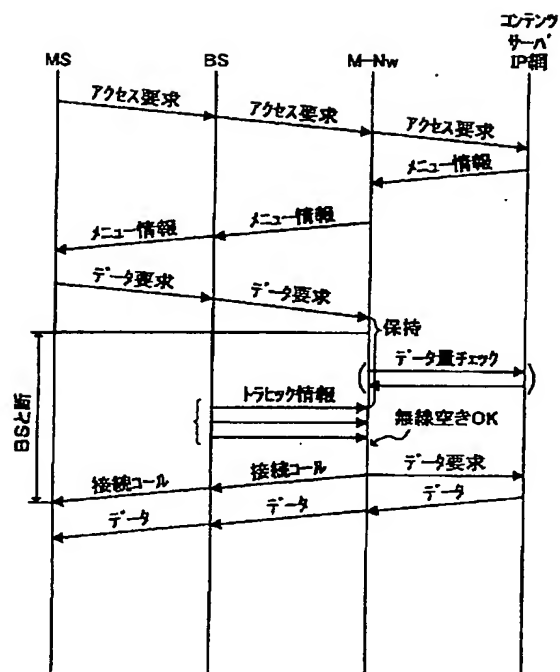 コンテンツ
サーバ
IP網
MS
BS
M-Nw
アクセス要求
アクセス要求
アクセス要求
メニュー情報
メニュー情報
メニュー情報
データ要求
データ要求
保持
データ量チェック
トラヒック情報
無線空きOK
BSと断
接続コール
接続コール
データ要求
データ
データ
データ